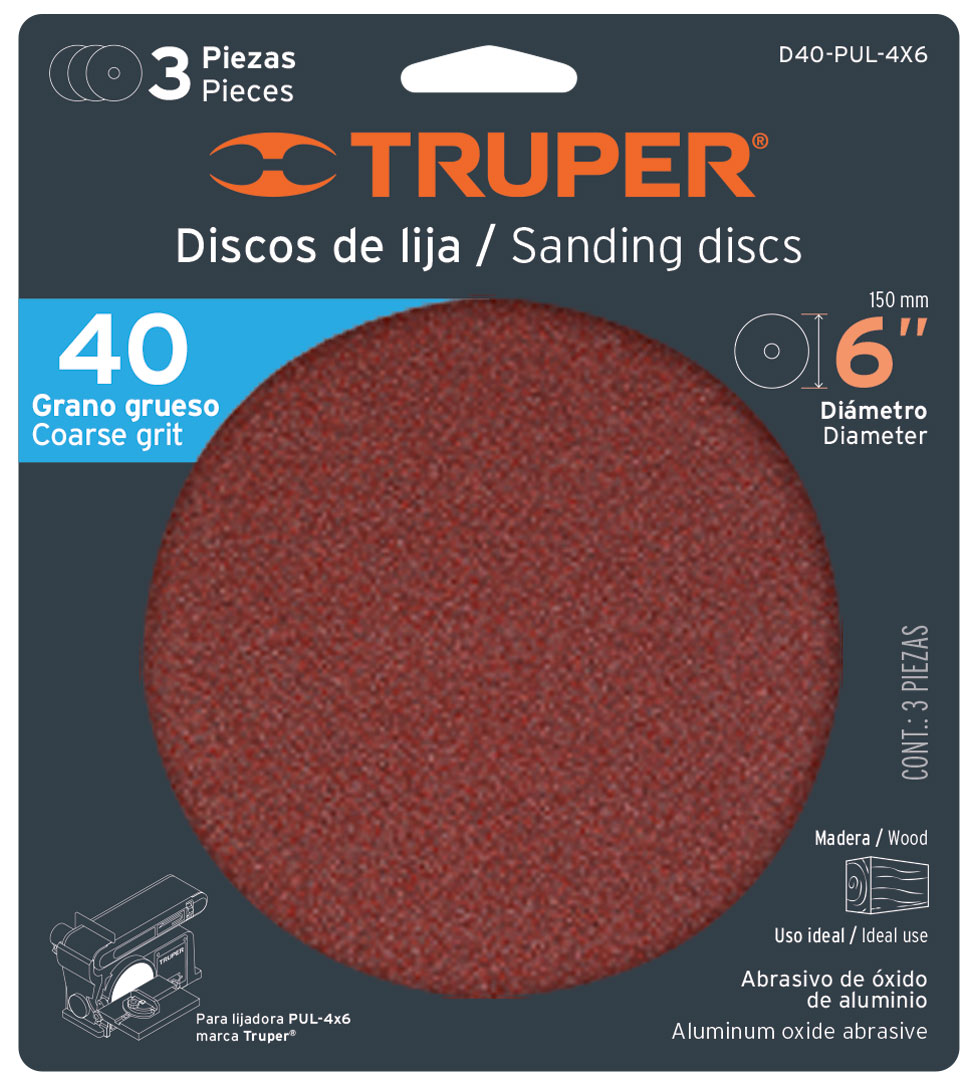 3 Piezas
Pieces
D40-PUL-4X6
TRUPER®
Discos de lija / Sanding discs
40
Grano grueso
Coarse grit
150 mm
6"
Diámetro
Diameter
CONT.: 3 PIEZAS
Madera / Wood
Uso ideal / Ideal use
Abrasivo de óxido
de aluminio
Aluminum oxide abrasive
TRUPER
Para lijadora PUL-4x6
marca Truper®